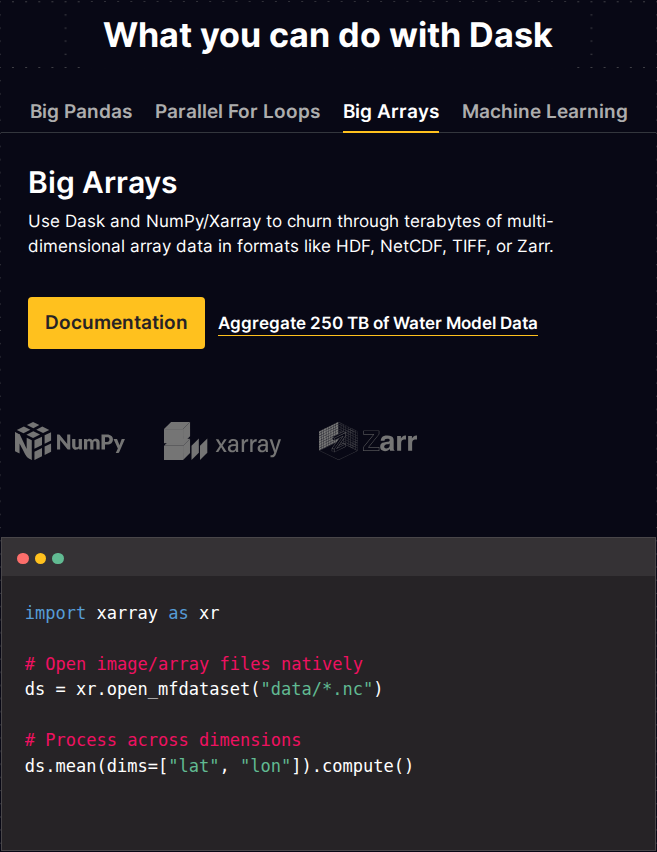 What you can do with Dask
Big Pandas Parallel For Loops Big Arrays Machine Learning
Big Arrays
Use Dask and NumPy/Xarray to churn through terabytes of multi-
dimensional array data in formats like HDF, NetCDF, TIFF, or Zarr.
Documentation Aggregate 250 TB of Water Model Data
NumPy xarray Zarr
import xarray as xr
# Open image/array files natively
ds = xr.open_mfdataset("data/*.nc")
# Process across dimensions
ds.mean(dims=["lat", "lon"]).compute()